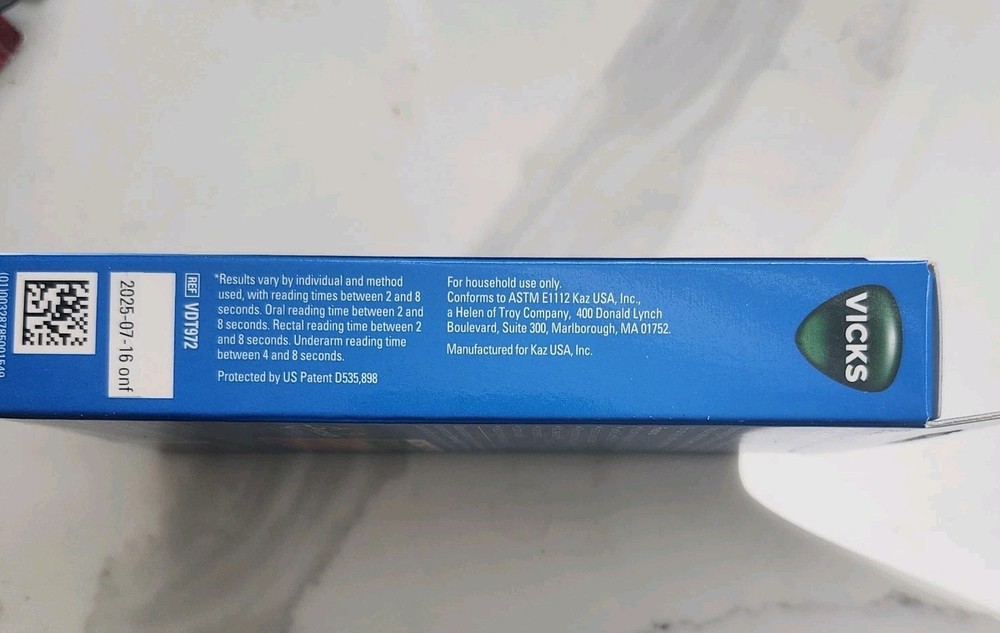 2025-07-16 onf
REF VDT972
*Results vary by individual and method
used, with reading times between 2 and 8
seconds. Oral reading time between 2 and
8 seconds. Rectal reading time between 2
and 8 seconds. Underarm reading time
between 4 and 8 seconds.
Protected by US Patent D535,898
For household use only.
Conforms to ASTM E1112 Kaz USA, Inc.,
a Helen of Troy Company, 400 Donald Lynch
Boulevard, Suite 300, Marlborough, MA 01752.
Manufactured for Kaz USA, Inc.
VICKS